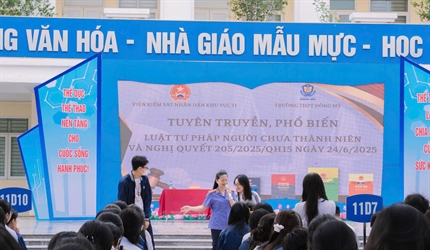 NG VĂN HÓA - NHÀ GIÁO MẪU MỰC - HỌC
VIỆN KIỂM SÁT NHÂN DÂN KHU VỰC 11
TRƯỜNG THPT ĐÔNG MỸ
TUYÊN TRUYỀN, PHỔ BIẾN
LUẬT TƯ PHÁP NGƯỜI CHƯA THÀNH NIÊN
VÀ NGHỊ QUYẾT 205/2025/QH15 NGÀY 24/6/2025
THỂ DỤC
THỂ THAO
NỀN TẢNG
CHO
CUỘC SỐNG
HẠNH PHÚC!
11D10
11D7